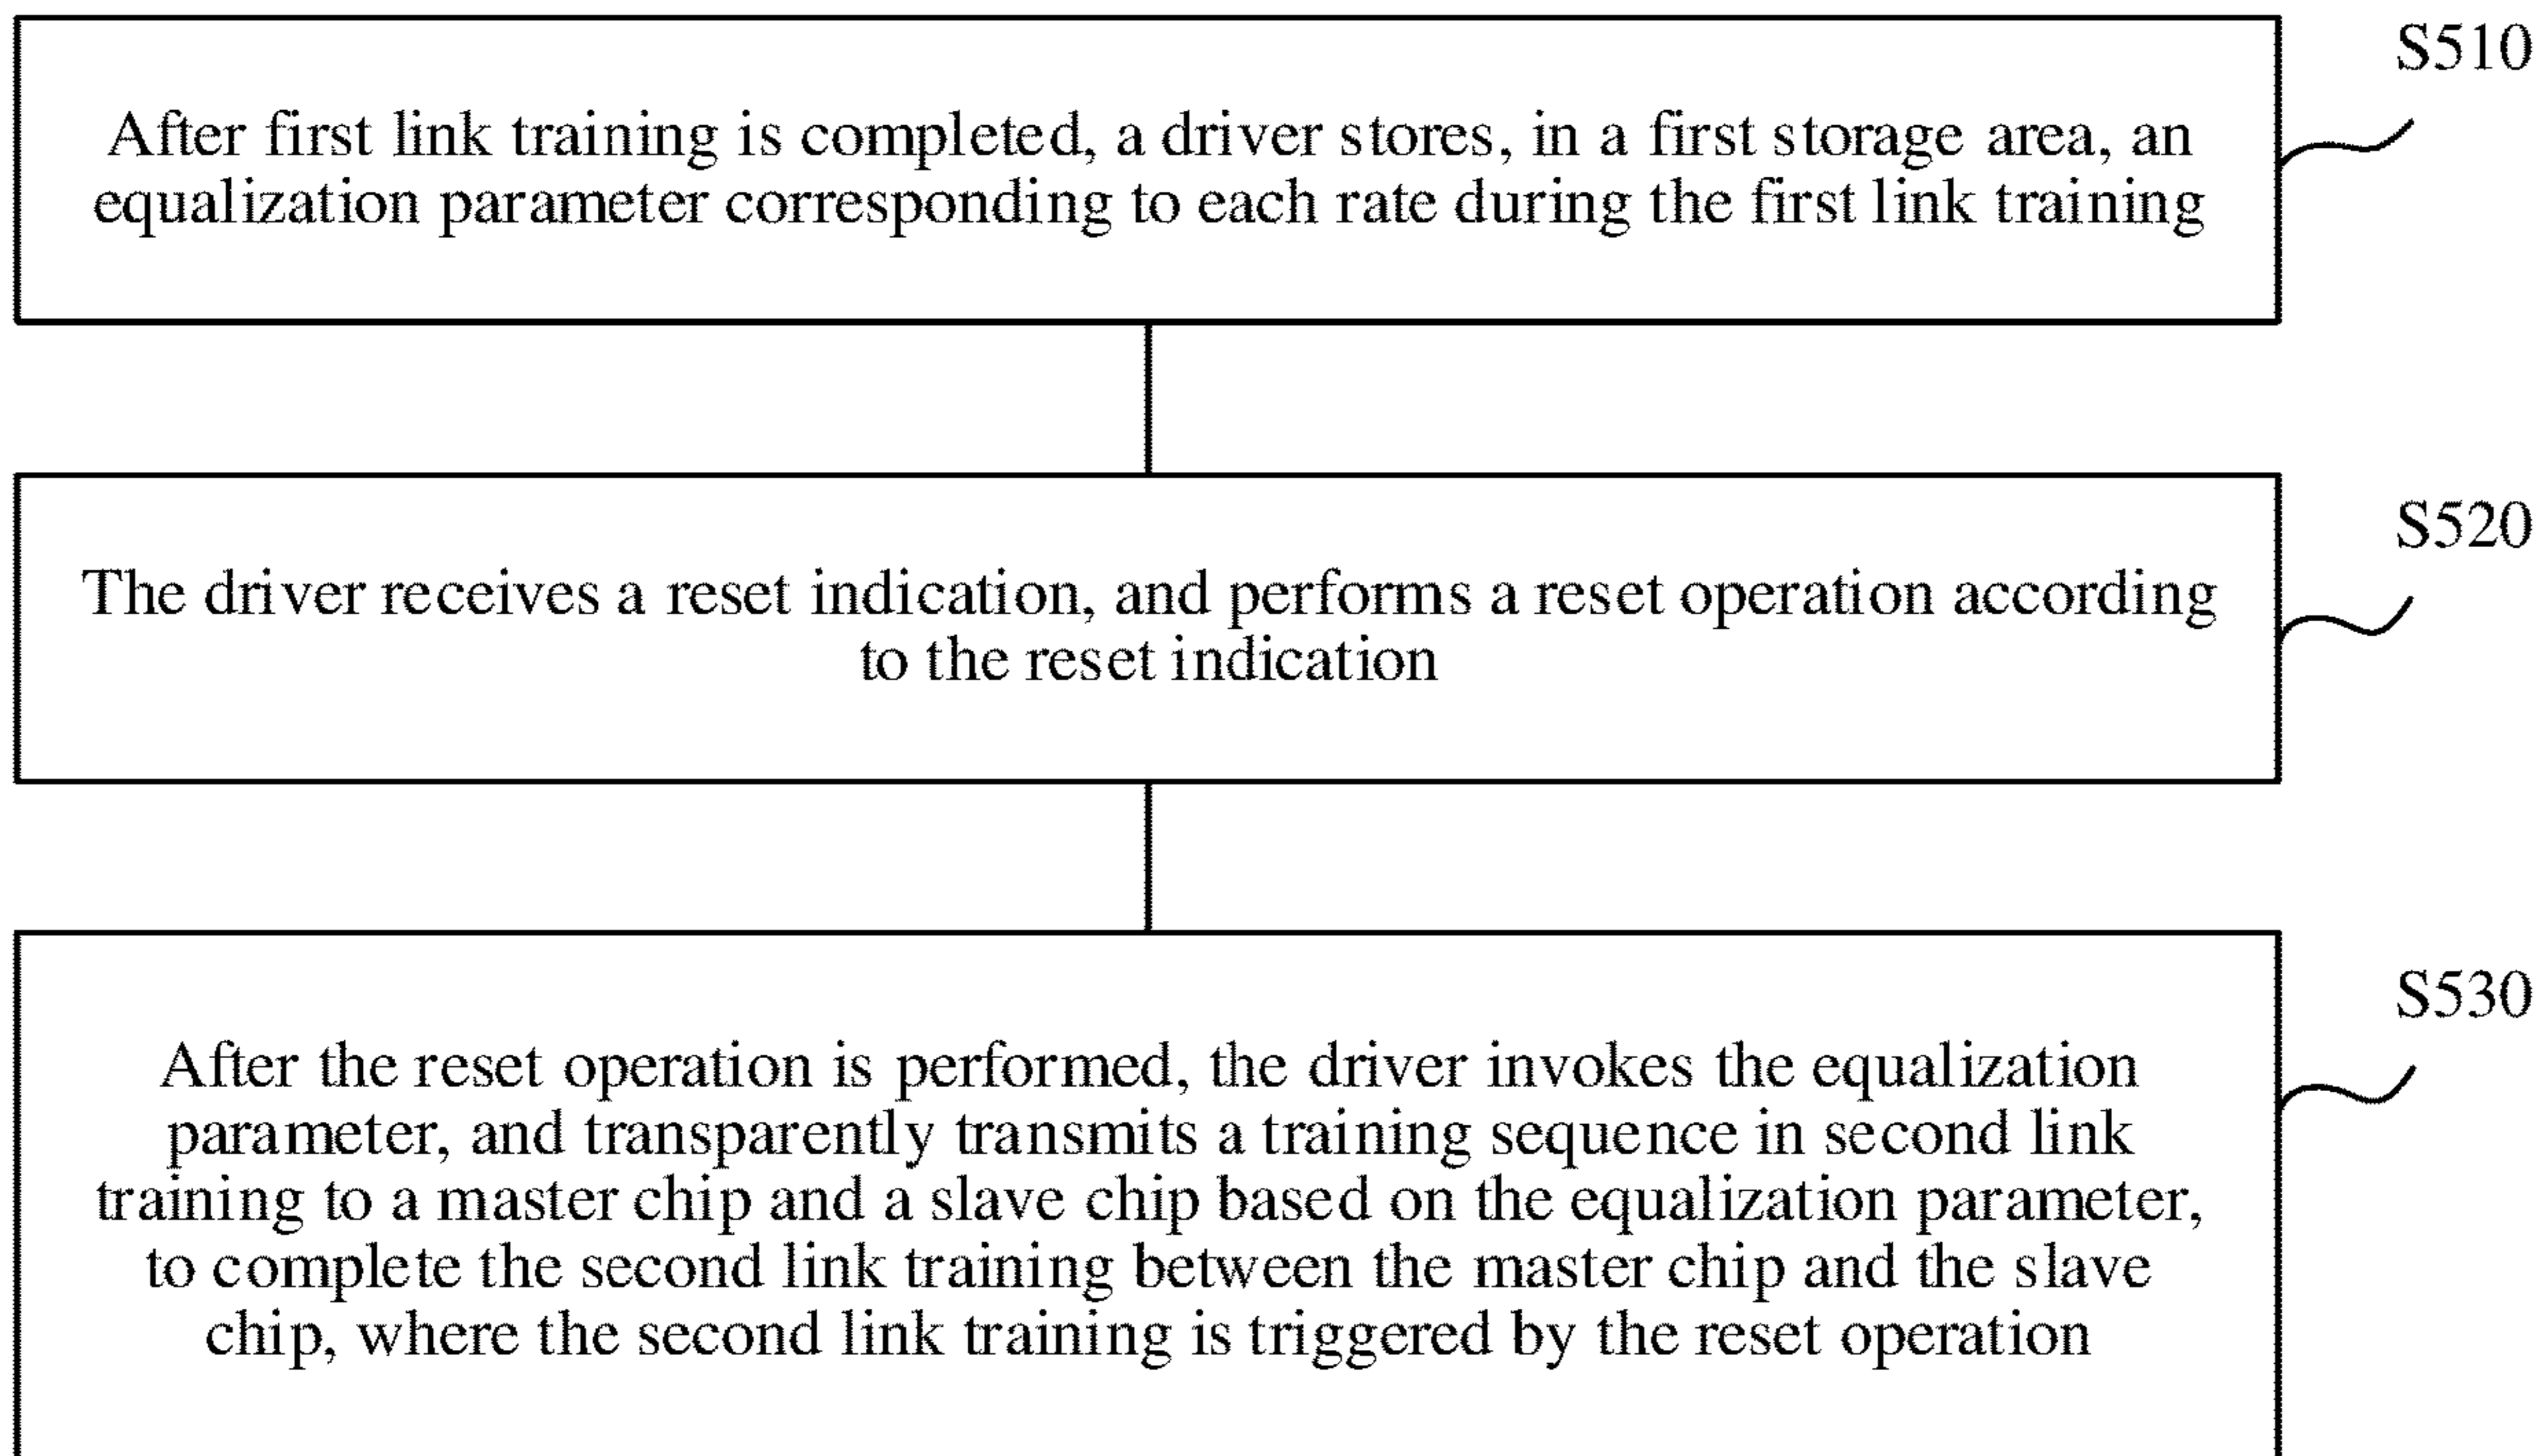 S510
After first link training is completed, a driver stores, in a first storage area, an
equalization parameter corresponding to each rate during the first link training
S520
The driver receives a reset indication, and performs a reset operation according
to the reset indication
S530
After the reset operation is performed, the driver invokes the equalization
parameter, and transparently transmits a training sequence in second link
training to a master chip and a slave chip based on the equalization parameter,
to complete the second link training between the master chip and the slave
chip, where the second link training is triggered by the reset operation